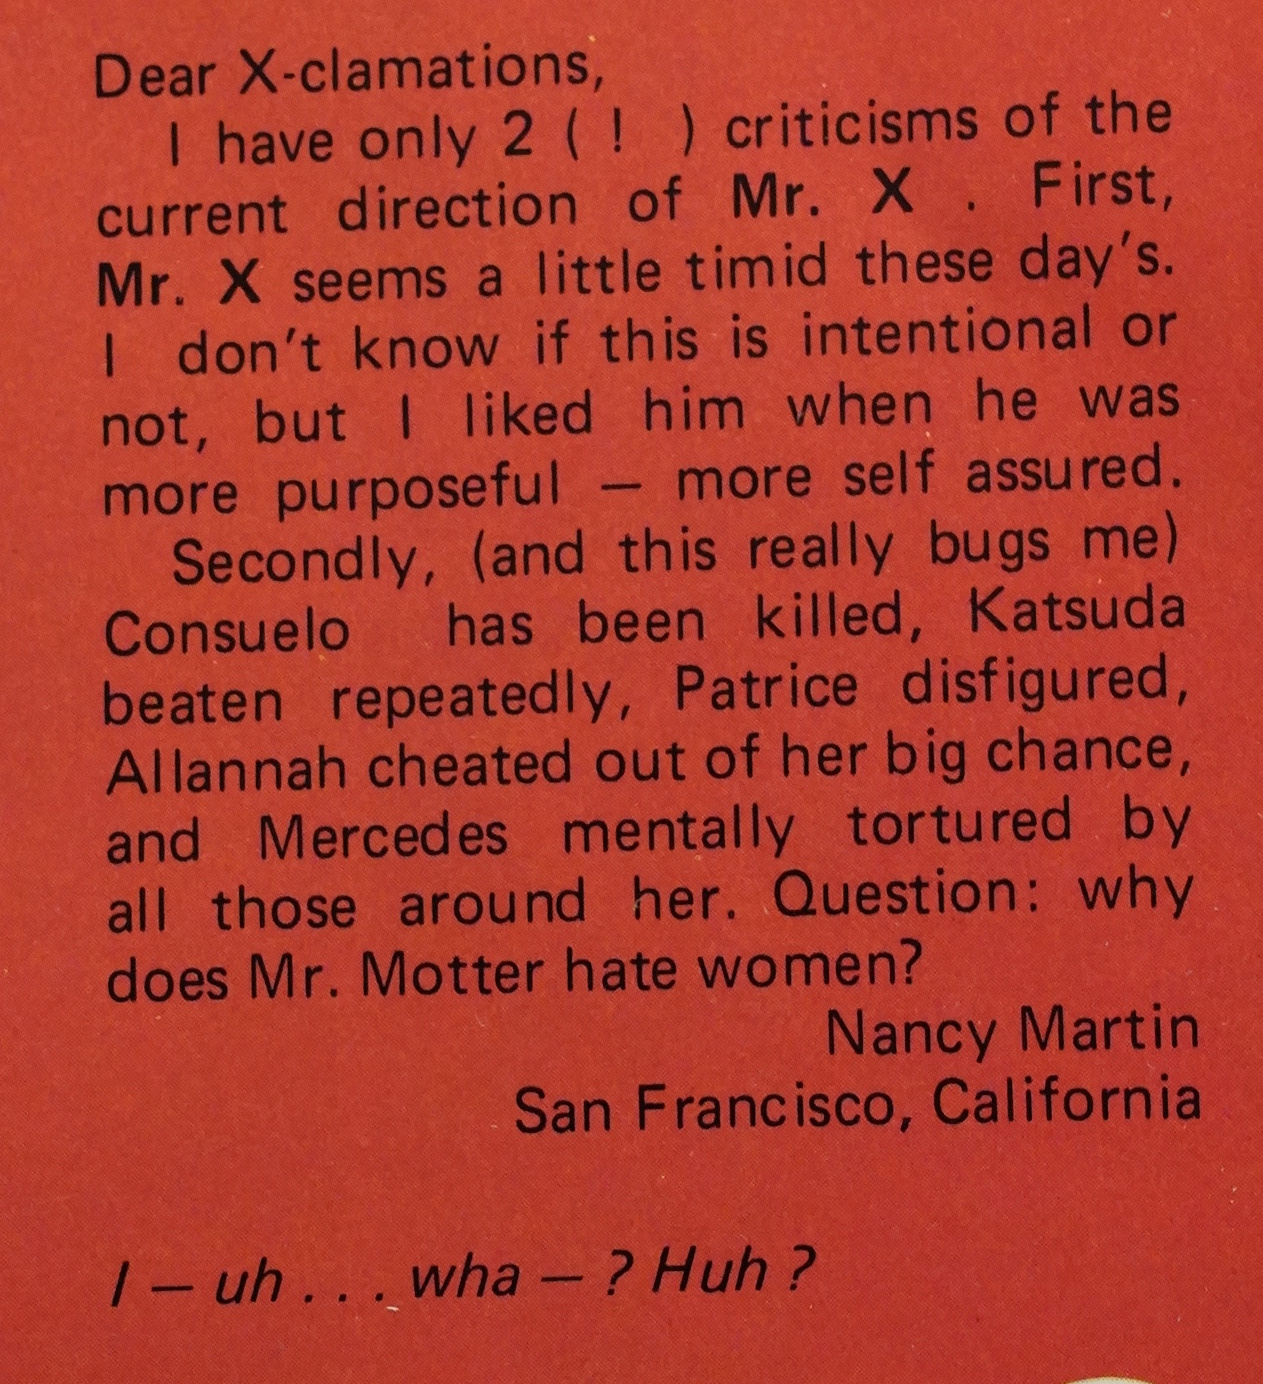 Dear X-clamations,
I have only 2 ( ! ) criticisms of the
current direction of Mr. X . First,
Mr. X seems a little timid these day's.
I don't know if this is intentional or
not, but I liked him when he was
more purposeful — more self assured.
Secondly, (and this really bugs me)
Consuelo has been killed, Katsuda
beaten repeatedly, Patrice disfigured,
Allannah cheated out of her big chance,
and Mercedes mentally tortured by
all those around her. Question: why
does Mr. Motter hate women?
Nancy Martin
San Francisco, California
I — uh . . . wha — ? Huh ?